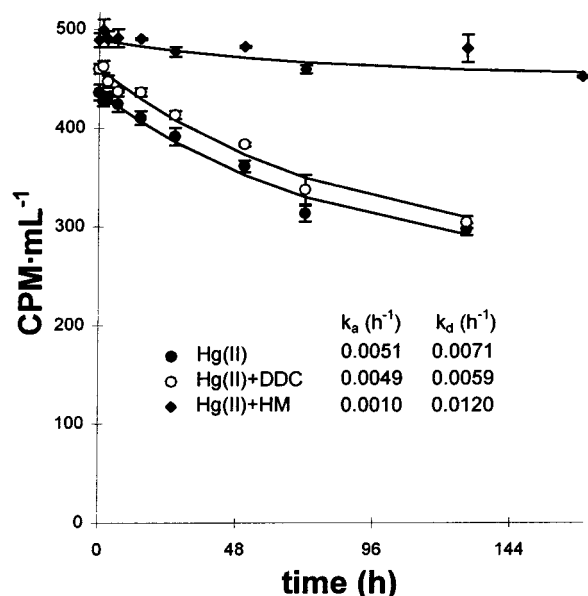 500
400
300
200
100
0
CPM·mL⁻¹
kₐ (h⁻¹) k_d (h⁻¹)
Hg(II) 0.0051 0.0071
Hg(II)+DDC 0.0049 0.0059
Hg(II)+HM 0.0010 0.0120
0 48 96 144
time (h)